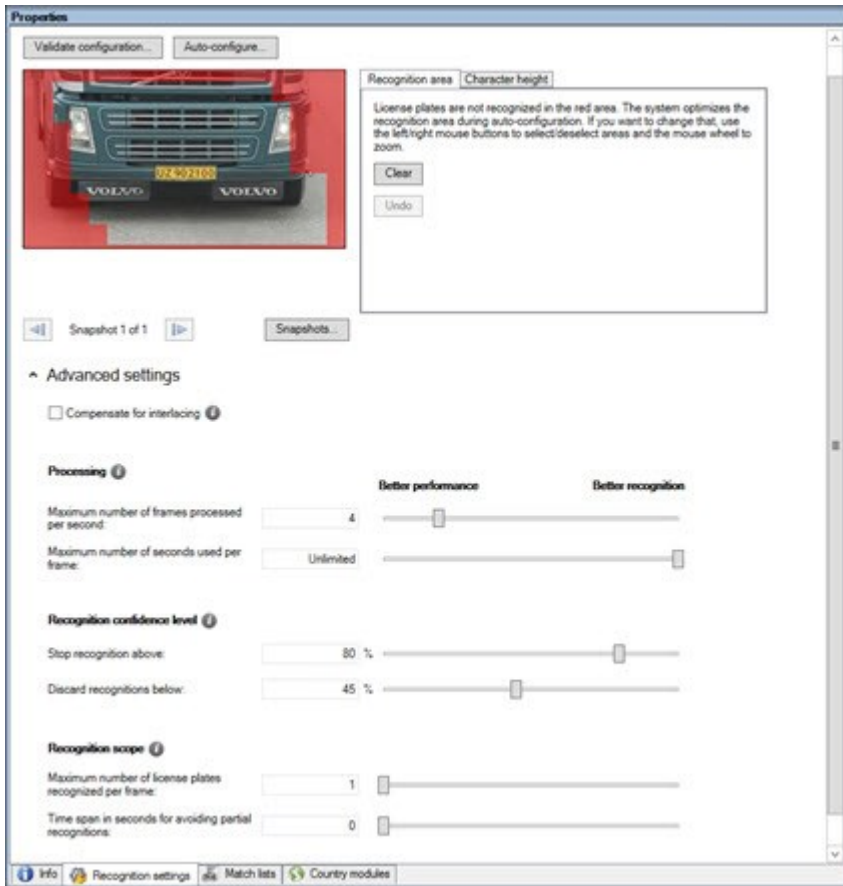 Properties
Validate configuration...
Auto-configure...
Recognition area
Character height
License plates are not recognized in the red area. The system optimizes the
recognition area during auto-configuration. If you want to change that, use
the left/right mouse buttons to select/deselect areas and the mouse wheel to
zoom.
Clear
Undo
UZ 902100
VOLVO
VOLVO
Snapshot 1 of 1
Snapshots...
Advanced settings
Compensate for interlacing
Processing
Better performance
Better recognition
Maximum number of frames processed
per second:
4
Maximum number of seconds used per
frame:
Unlimited
Recognition confidence level
Stop recognition above:
80 %
Discard recognitions below:
45 %
Recognition scope
Maximum number of license plates
recognized per frame:
1
Time span in seconds for avoiding partial
recognitions:
0
Info
Recognition settings
Match lists
Country modules